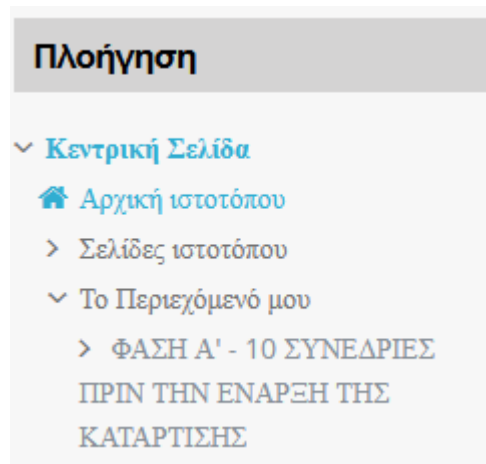 Πλοήγηση
Κεντρική Σελίδα
Αρχική ιστοτόπου
Σελίδες ιστοτόπου
Το Περιεχόμενό μου
ΦΑΣΗ Α' - 10 ΣΥΝΕΔΡΙΕΣ
ΠΡΙΝ ΤΗΝ ΕΝΑΡΞΗ ΤΗΣ
ΚΑΤΑΡΤΙΣΗΣ